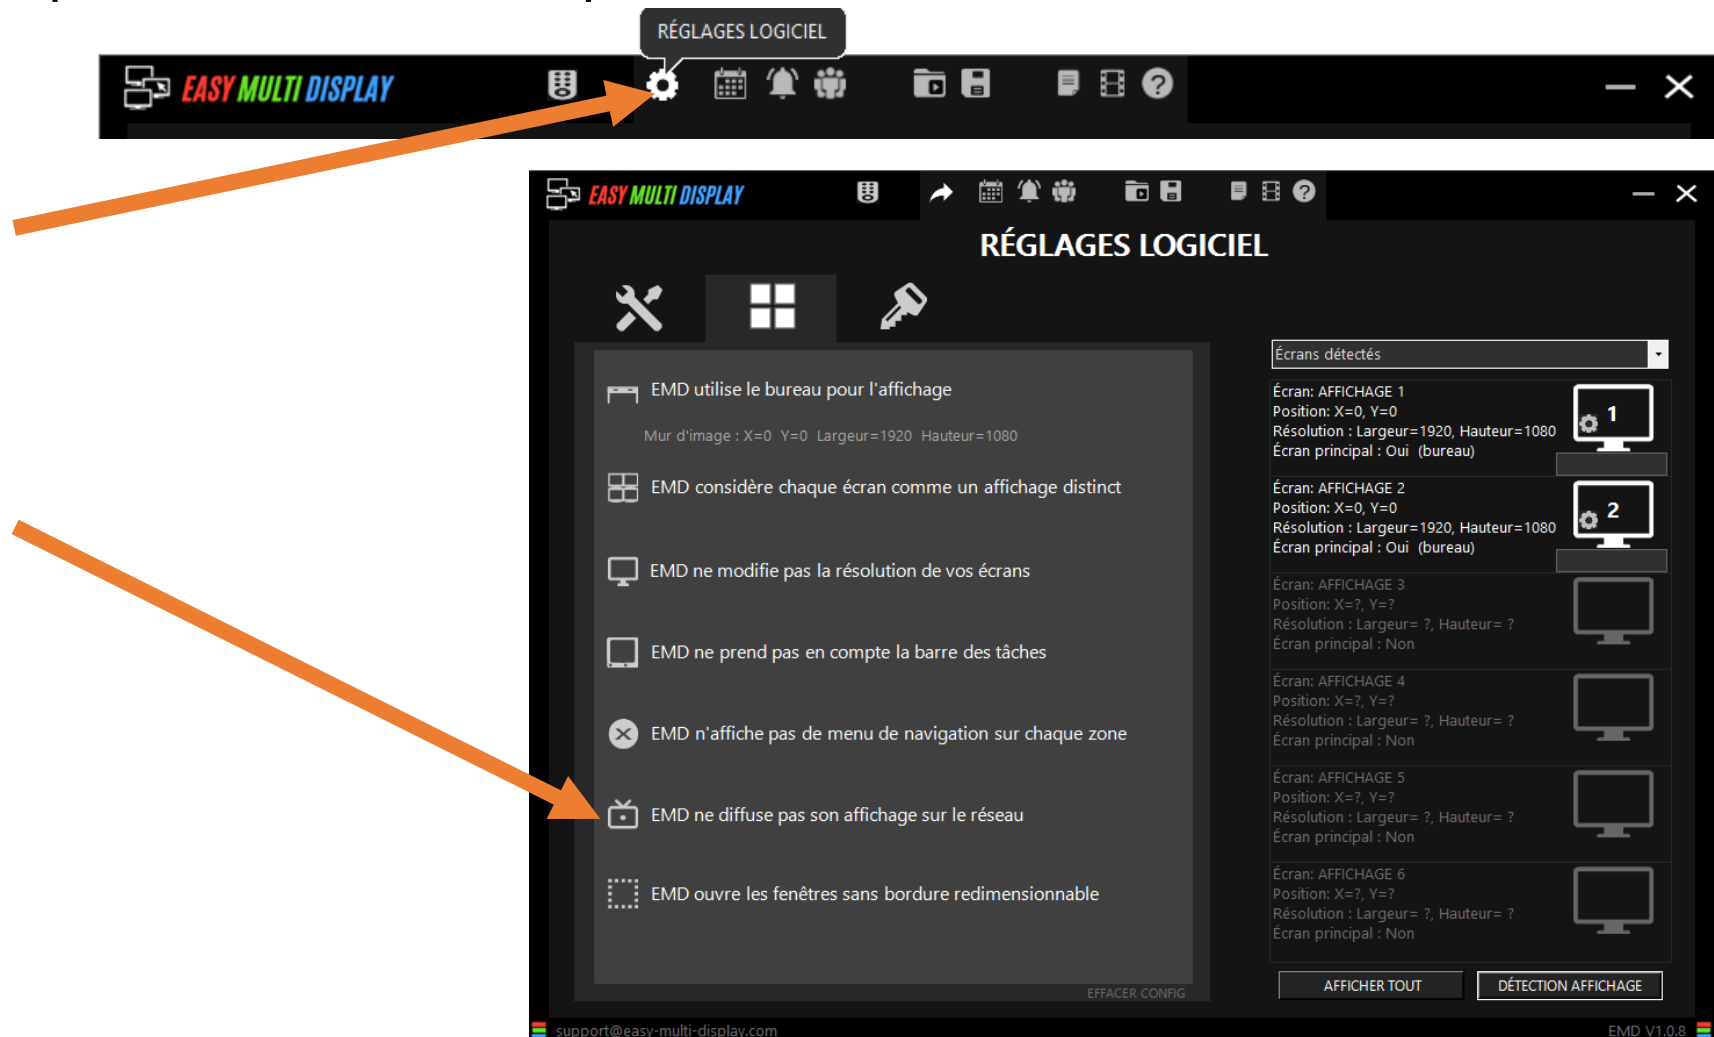 RÉGLAGES LOGICIEL
EASY MULTI DISPLAY
EASY MULTI DISPLAY
RÉGLAGES LOGICIEL
EMD utilise le bureau pour l'affichage
Mur d'image : X=0 Y=0 Largeur=1920 Hauteur=1080
EMD considère chaque écran comme un affichage distinct
EMD ne modifie pas la résolution de vos écrans
EMD ne prend pas en compte la barre des tâches
EMD n'affiche pas de menu de navigation sur chaque zone
EMD ne diffuse pas son affichage sur le réseau
EMD ouvre les fenêtres sans bordure redimensionnable
EFFACER CONFIG
Écrans détectés
Écran: AFFICHAGE 1
Position: X=0, Y=0
Résolution : Largeur=1920, Hauteur=1080
Écran principal : Oui (bureau)
1
Écran: AFFICHAGE 2
Position: X=0, Y=0
Résolution : Largeur=1920, Hauteur=1080
Écran principal : Oui (bureau)
2
Écran: AFFICHAGE 3
Position: X=?, Y=?
Résolution : Largeur= ?, Hauteur= ?
Écran principal : Non
Écran: AFFICHAGE 4
Position: X=?, Y=?
Résolution : Largeur= ?, Hauteur= ?
Écran principal : Non
Écran: AFFICHAGE 5
Position: X=?, Y=?
Résolution : Largeur= ?, Hauteur= ?
Écran principal : Non
Écran: AFFICHAGE 6
Position: X=?, Y=?
Résolution : Largeur= ?, Hauteur= ?
Écran principal : Non
AFFICHER TOUT
DÉTECTION AFFICHAGE
support@easy-multi-display.com
EMD V1.0.8